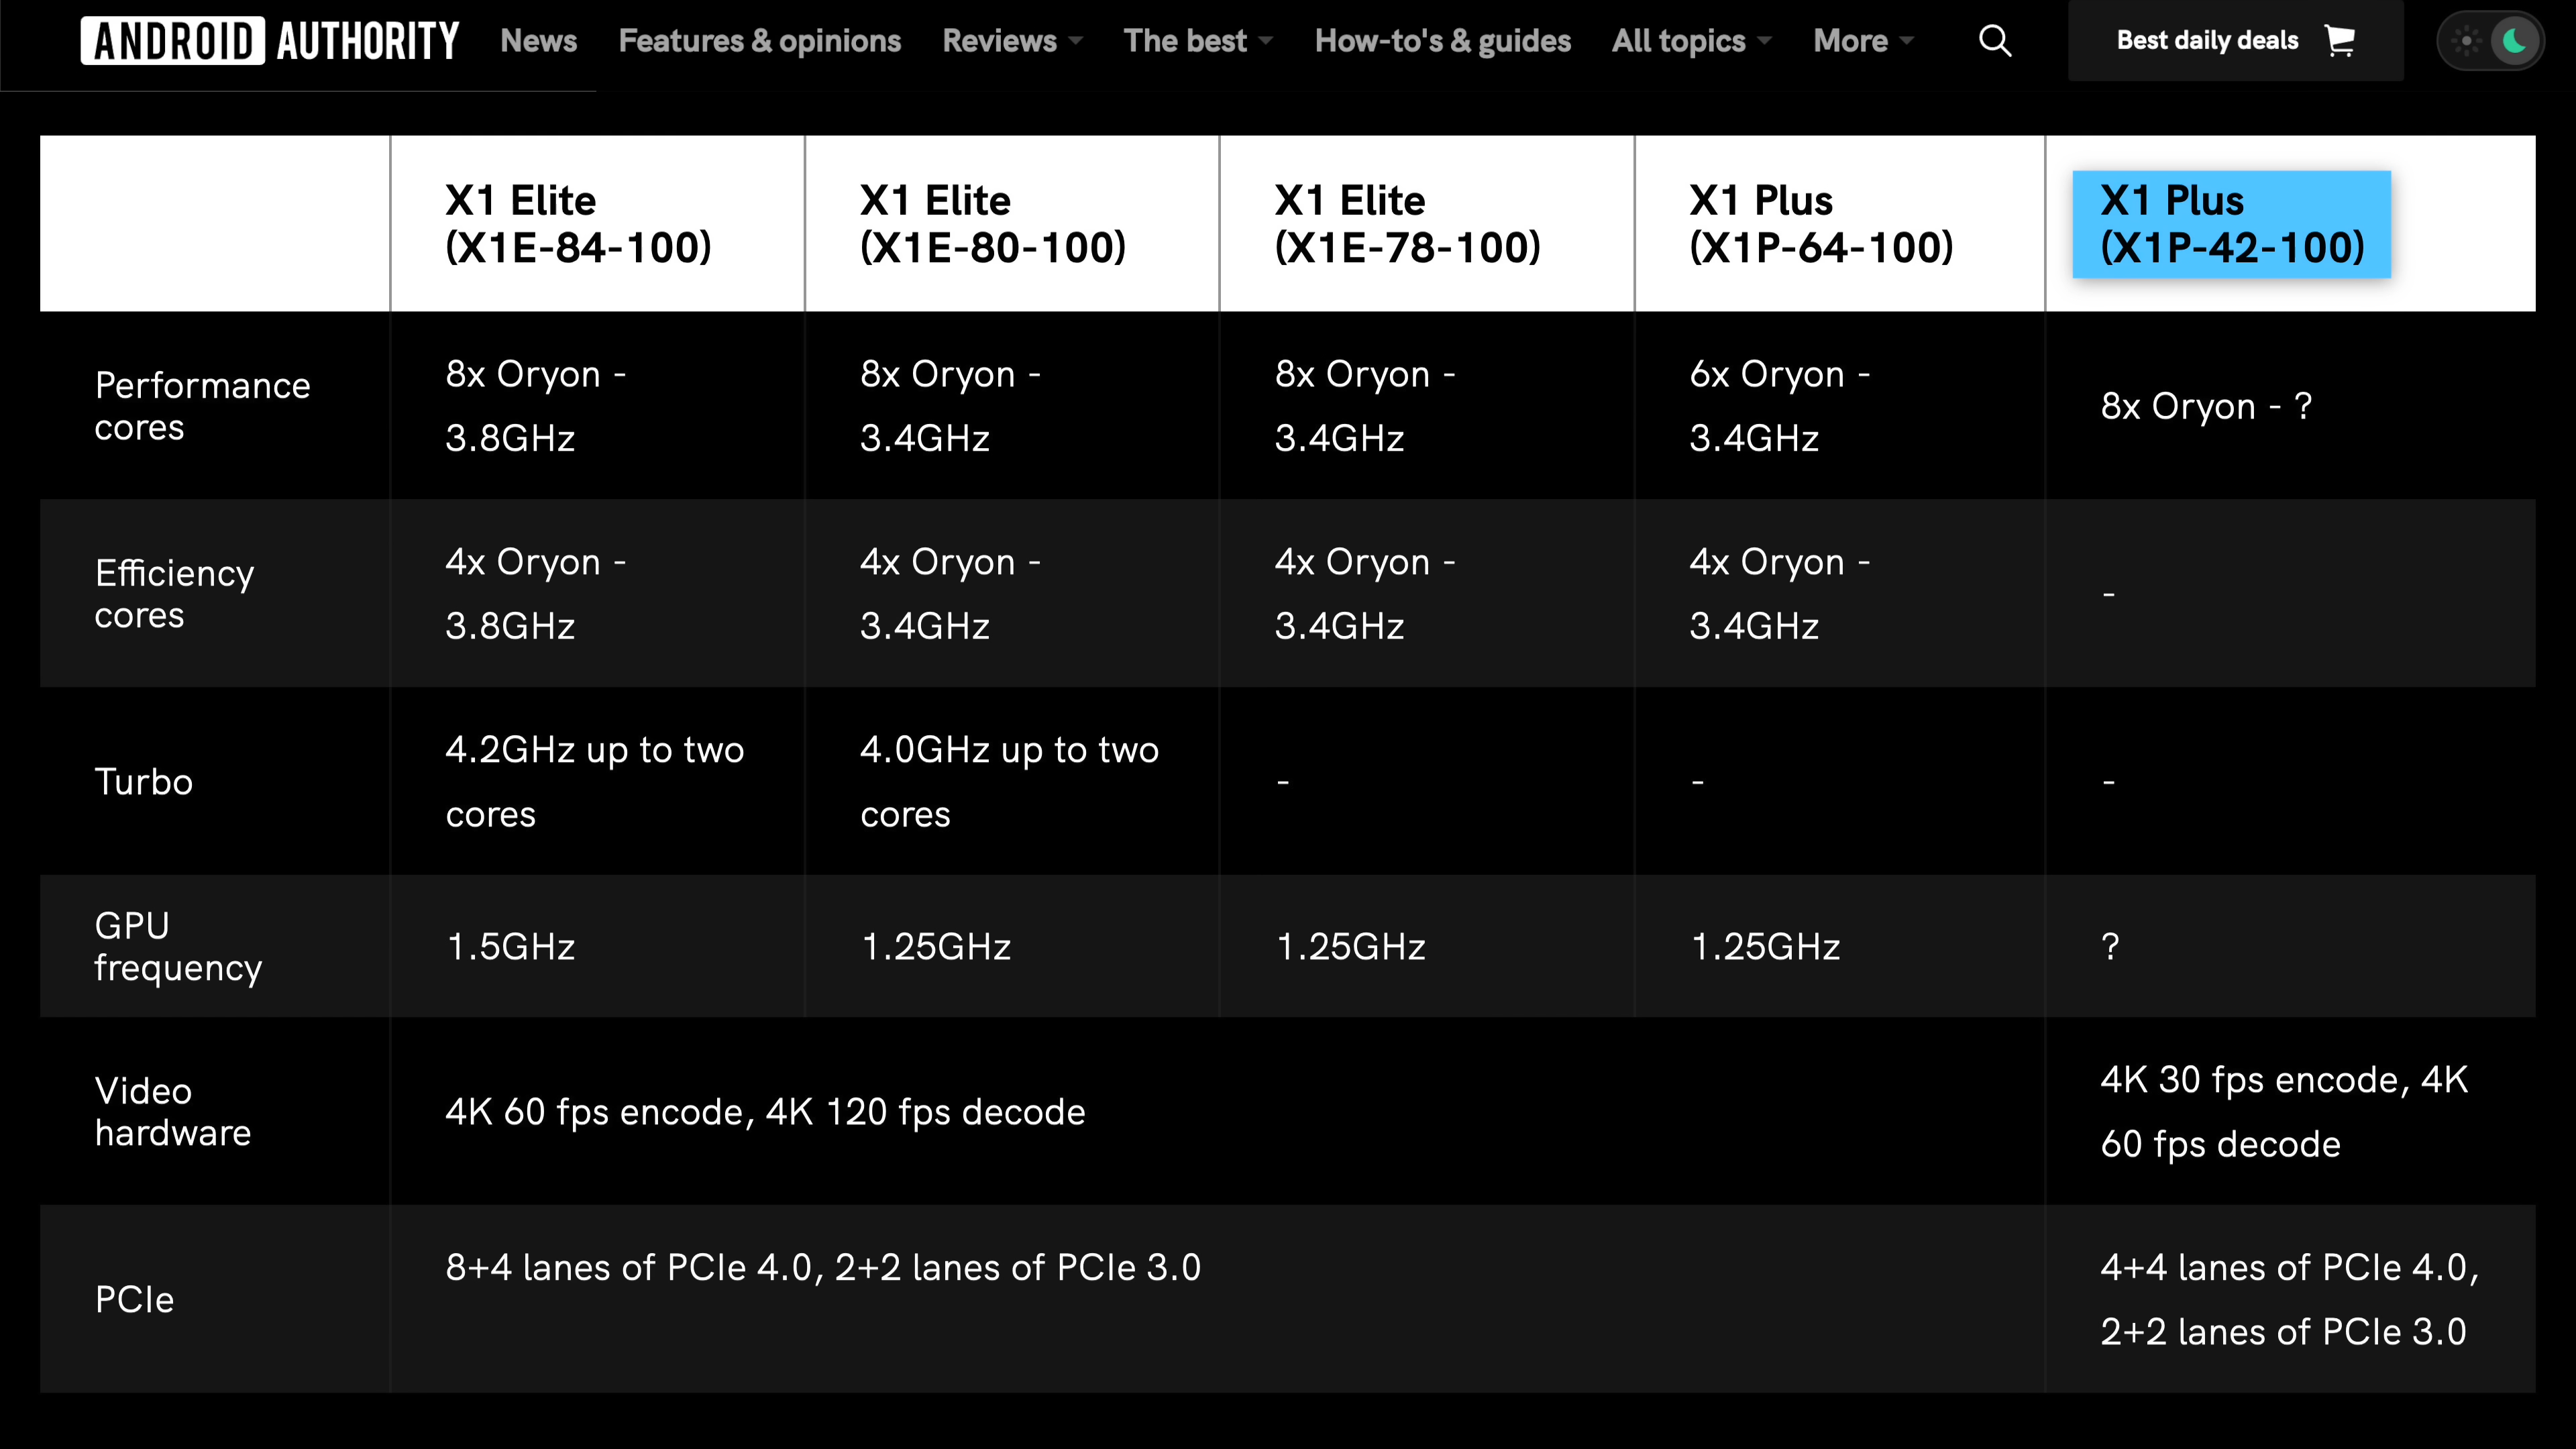 ANDROID AUTHORITY News Features & opinions Reviews The best How-to's & guides All topics More Best daily deals
X1 Elite
(X1E-84-100)
X1 Elite
(X1E-80-100)
X1 Elite
(X1E-78-100)
X1 Plus
(X1P-64-100)
X1 Plus
(X1P-42-100)
Performance
cores
8x Oryon -
3.8GHz
8x Oryon -
3.4GHz
8x Oryon -
3.4GHz
6x Oryon -
3.4GHz
8x Oryon - ?
Efficiency
cores
4x Oryon -
3.8GHz
4x Oryon -
3.4GHz
4x Oryon -
3.4GHz
4x Oryon -
3.4GHz
-
Turbo
4.2GHz up to two
cores
4.0GHz up to two
cores
-
-
-
GPU
frequency
1.5GHz
1.25GHz
1.25GHz
1.25GHz
?
Video
hardware
4K 60 fps encode, 4K 120 fps decode
4K 30 fps encode, 4K
60 fps decode
PCIe
8+4 lanes of PCIe 4.0, 2+2 lanes of PCIe 3.0
4+4 lanes of PCIe 4.0,
2+2 lanes of PCIe 3.0